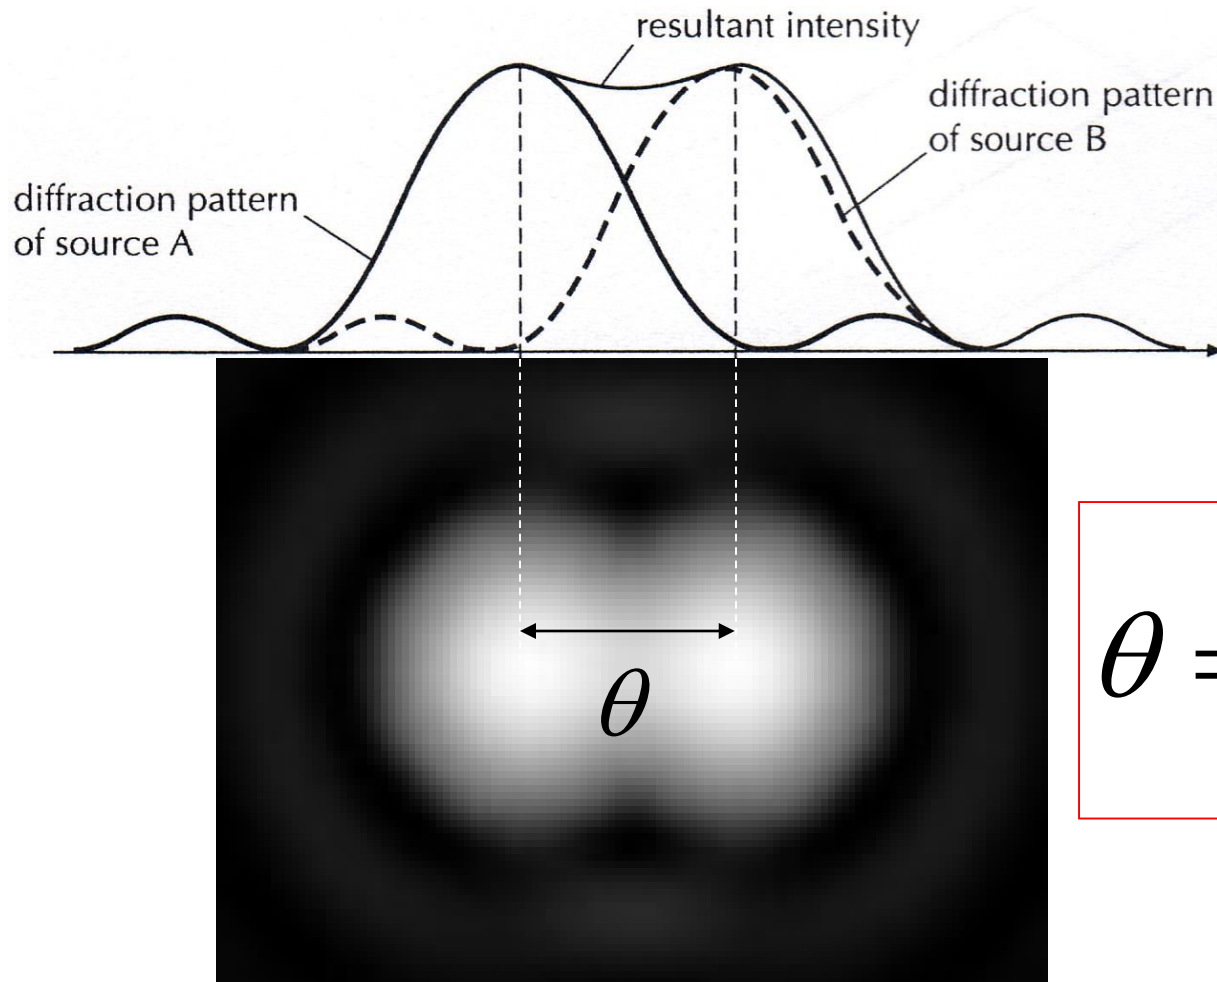 resultant intensity
diffraction pattern
of source B
diffraction pattern
of source A
θ
θ =